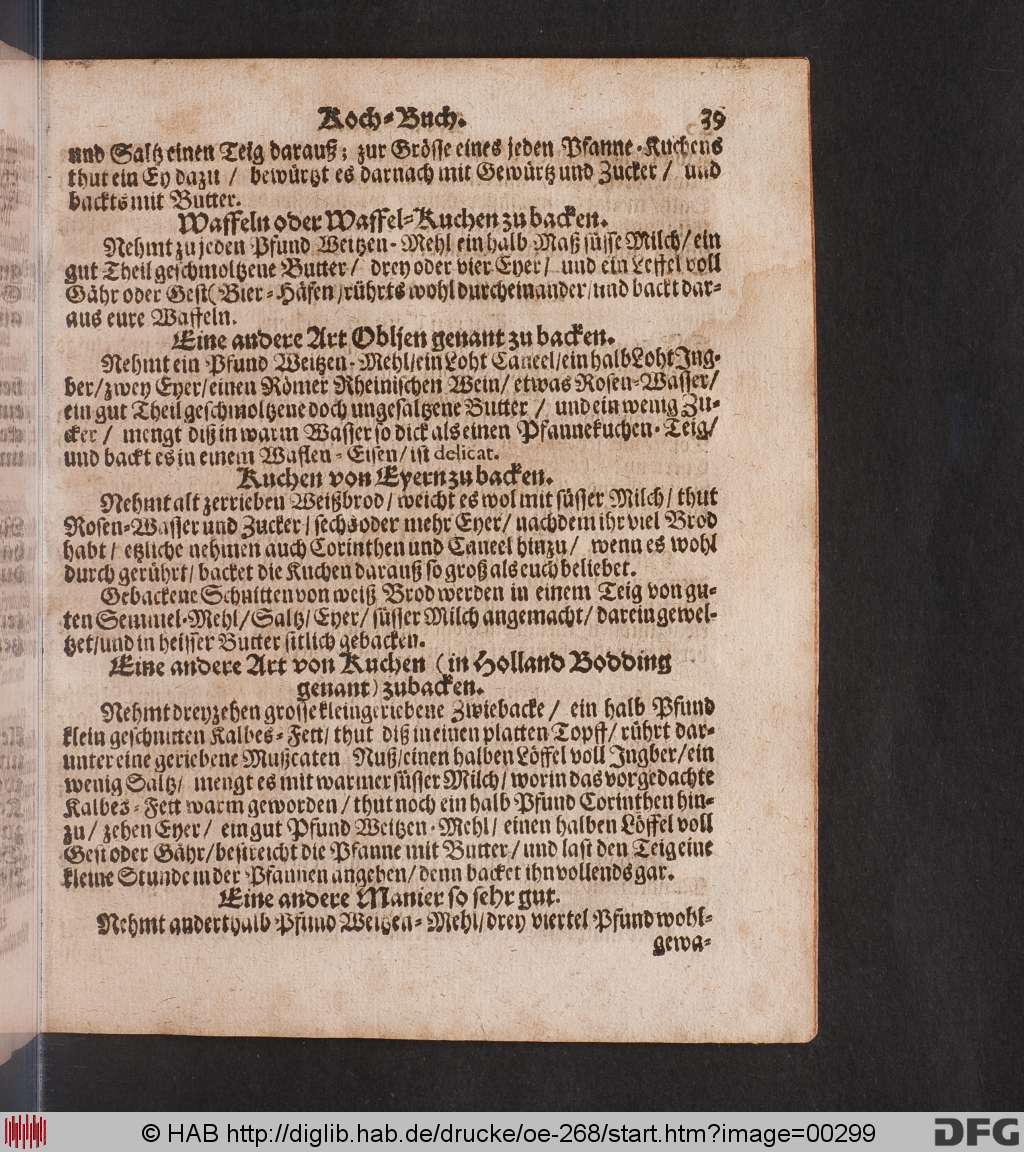 Koch-Buch. 39
und Saltz einen Teig darauß; zur Grösse eines jeden Pfanne-Kuchens
thut ein Ey dazu / bewürtzt es darnach mit Gewürtz und Zucker / und
backts mit Butter.
Waffeln oder Waffel-Kuchen zu backen.
Nehmt zu jeden Pfund Weitzen-Mehl ein halb Maß süsse Milch / ein
gut Theil geschmoltzene Butter / drey oder vier Eyer / und ein Leffel voll
Gähr oder Gest (Bier-Häfen) rührts wohl durcheinander / und backt dar-
aus eure Waffeln.
Eine andere Art Obljen genant zu backen.
Nehmt ein Pfund Weitzen-Mehl / ein Loht Caneel / ein halb Loht Ing-
ber / zwey Eyer / einen Römer Rheinischen Wein / etwas Rosen-Wasser /
ein gut Theil geschmoltzene doch ungesaltzene Butter / und ein wenig Zu-
cker / mengt diß in warm Wasser so dick als einen Pfannekuchen-Teig /
und backt es in einem Waflen-Eisen / ist delicat.
Kuchen von Eyern zu backen.
Nehmt alt zerrieben Weißbrod / weicht es wol mit süsser Milch / thut
Rosen-Wasser und Zucker / sechs oder mehr Eyer / nachdem ihr viel Brod
habt / etzliche nehmen auch Corinthen und Caneel hinzu / wenn es wohl
durch gerührt / backet die Kuchen darauß so groß als euch beliebet.
Gebackene Schnitten von weiß Brod werden in einem Teig von gu-
ten Semmel-Mehl / Saltz / Eyer / süsser Milch angemacht / darein gewel-
tzet / und in heisser Butter sitlich gebacken.
Eine andere Art von Kuchen (in Holland Bodding
genant) zubacken.
Nehmt dreyzehen grosse kleingeriebene Zwiebacke / ein halb Pfund
klein geschnitten Kalbes-Fett / thut diß in einen platten Topff / rührt dar-
unter eine geriebene Mußcaten Nuß / einen halben Löffel voll Ingber / ein
wenig Saltz / mengt es mit warmer süsser Milch / worin das vorgedachte
Kalbes-Fett warm geworden / thut noch ein halb Pfund Corinthen hin-
zu / zehen Eyer / ein gut Pfund Weitzen-Mehl / einen halben Löffel voll
Gest oder Gähr / bestreicht die Pfanne mit Butter / und last den Teig eine
kleine Stunde in der Pfannen angehen / denn backet ihn vollends gar.
Eine andere Manier so sehr gut.
Nehmt anderthalb Pfund Weitzen-Mehl / drey viertel Pfund wohl-
gewa-
© HAB http://diglib.hab.de/drucke/oe-268/start.htm?image=00299
DFG